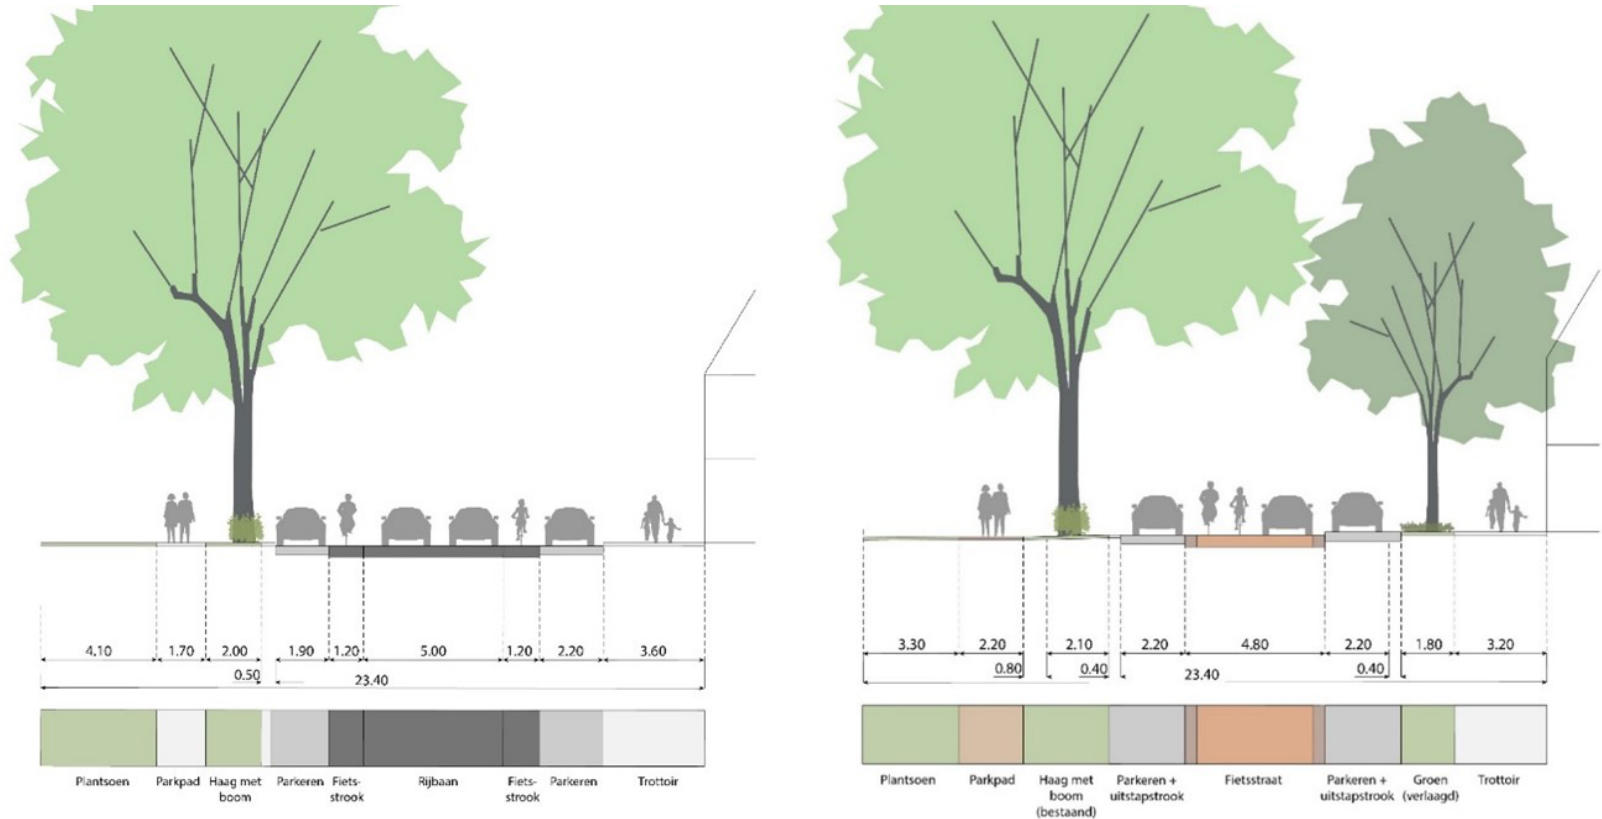 4.10 1.70 2.00 1.90 1.20 5.00 1.20 2.20 3.60
0.50 23.40
Plantsoen Parkpad Haag met Parkeren Fiets- Rijbaan Fiets- Parkeren Trottoir
boom strook strook
3.30 2.20 2.10 2.20 4.80 2.20 1.80 3.20
0.80 0.40 23.40 0.40
Plantsoen Parkpad Haag met Parkeren + Fietsstraat Parkeren + Groen Trottoir
boom uitstapstrook uitstapstrook (verlaagd)
(bestaand)